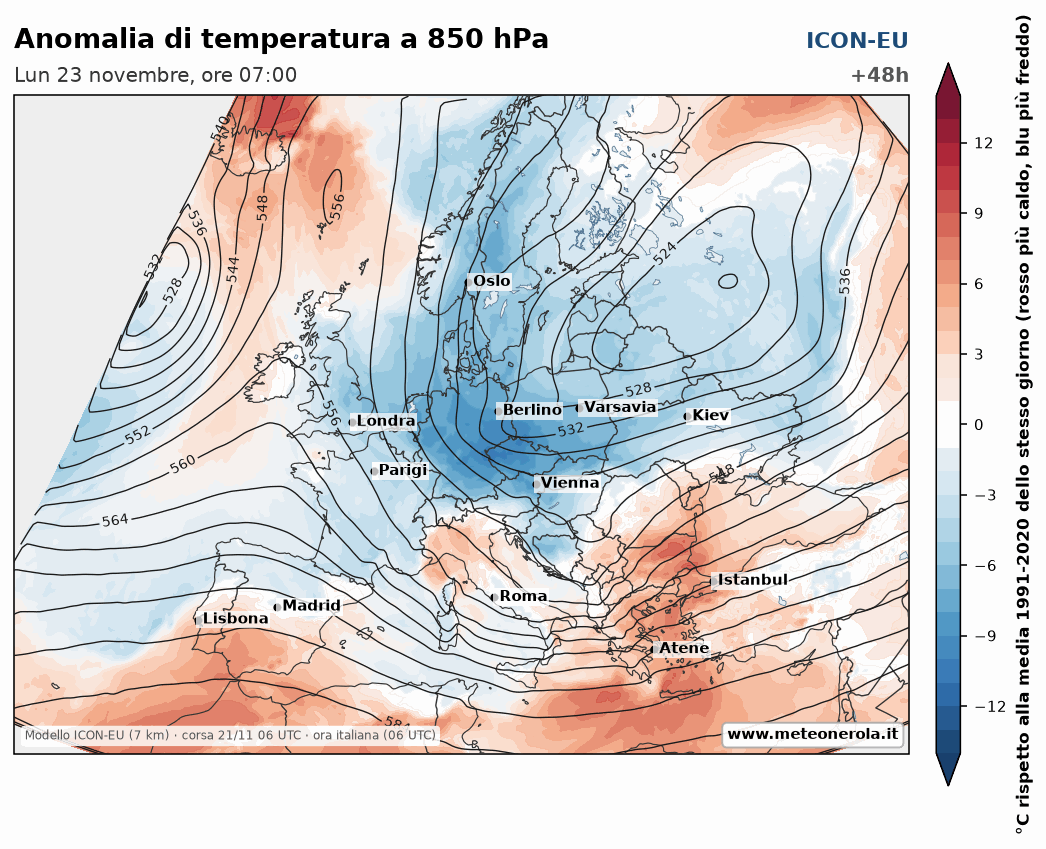 Anomalia di temperatura a 850 hPa
ICON-EU
Lun 23 novembre, ore 07:00
+48h
540
548
556
536
532
528
544
524
536
Oslo
528
556
Londra
Berlino
Varsavia
Kiev
532
552
560
Parigi
Vienna
548
564
Istanbul
Roma
Madrid
Lisbona
Atene
584
Modello ICON-EU (7 km) · corsa 21/11 06 UTC · ora italiana (06 UTC)
www.meteonerola.it
12
9
6
3
0
−3
−6
−9
−12
°C rispetto alla media 1991-2020 dello stesso giorno (rosso più caldo, blu più freddo)